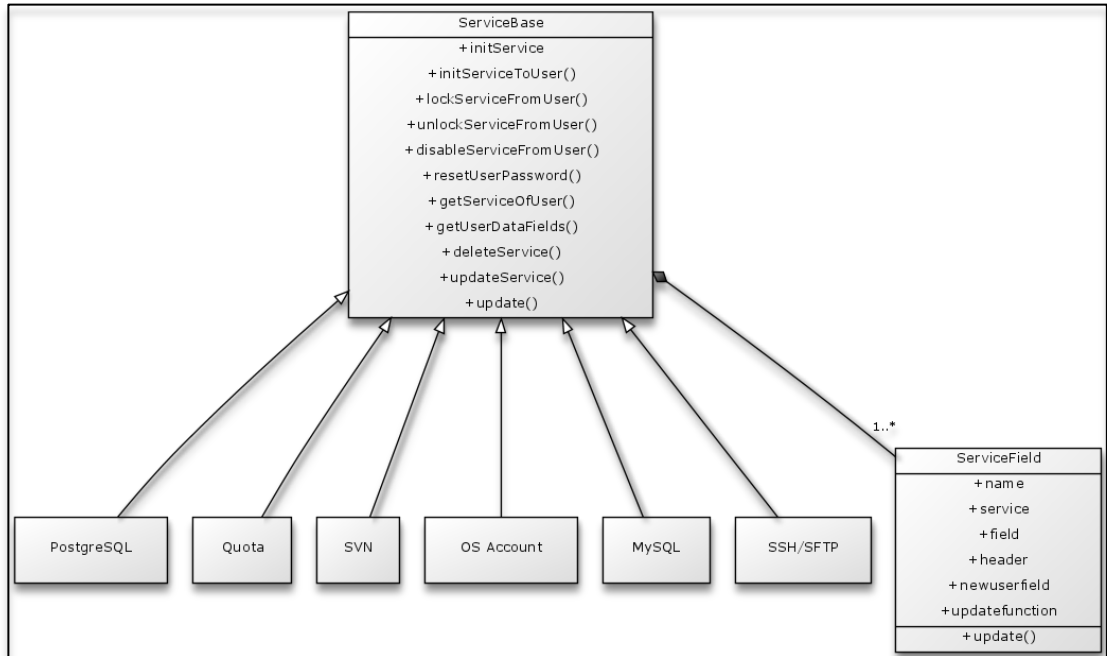 ServiceBase
+initService
+initServiceToUser()
+lockServiceFromUser()
+unlockServiceFromUser()
+disableServiceFromUser()
+resetUserPassword()
+getServiceOfUser()
+getUserDataFields()
+deleteService()
+updateService()
+update()
1..*
ServiceField
+name
+service
+field
+header
+newuserfield
+updatefunction
+update()
PostgreSQL
Quota
SVN
OS Account
MySQL
SSH/SFTP